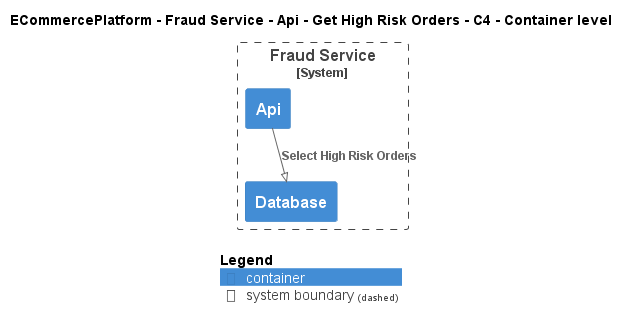 ECommercePlatform - Fraud Service - Api - Get High Risk Orders - C4 - Container level
Fraud Service
[System]
Api
Select High Risk Orders
Database
Legend
container
system boundary (dashed)